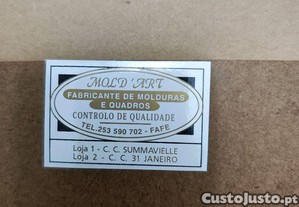 MOLD'ART
FABRICANTE DE MOLDURAS
E QUADROS
CONTROLO DE QUALIDADE
TEL. 253 590 702 - FAFE
Loja 1 - C. C. SUMMAVIELLE
Loja 2 - C. C. 31 JANEIRO
CustoJusto.pt